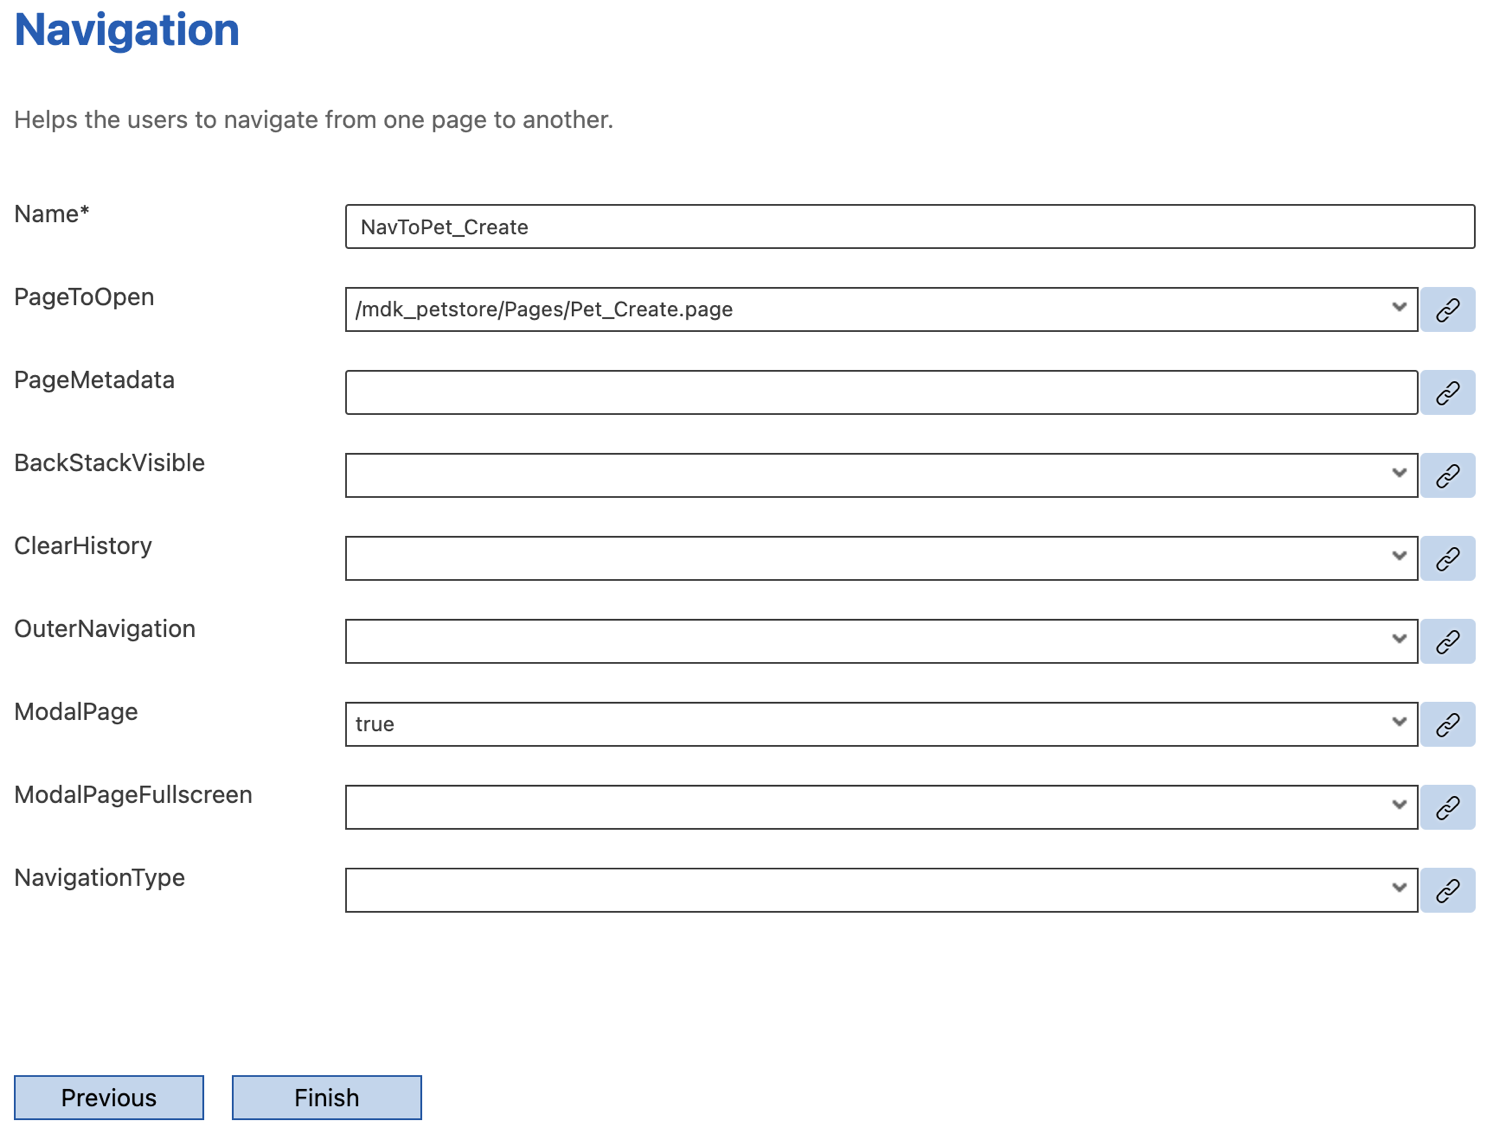 Navigation
Helps the users to navigate from one page to another.
Name*
NavToPet_Create
PageToOpen
/mdk_petstore/Pages/Pet_Create.page
PageMetadata
BackStackVisible
ClearHistory
OuterNavigation
ModalPage
true
ModalPageFullscreen
NavigationType
Previous
Finish